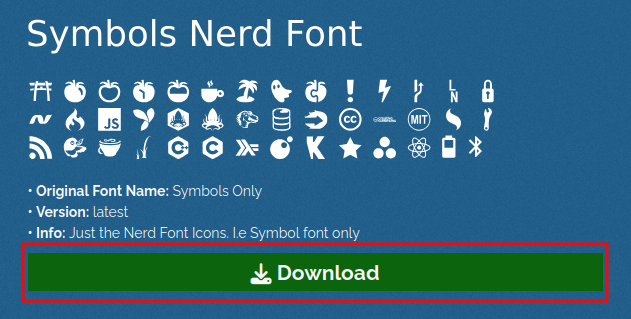 Symbols Nerd Font
! L N
JS CC MIT
C++ C K
• Original Font Name: Symbols Only
• Version: latest
• Info: Just the Nerd Font Icons. I.e Symbol font only
Download